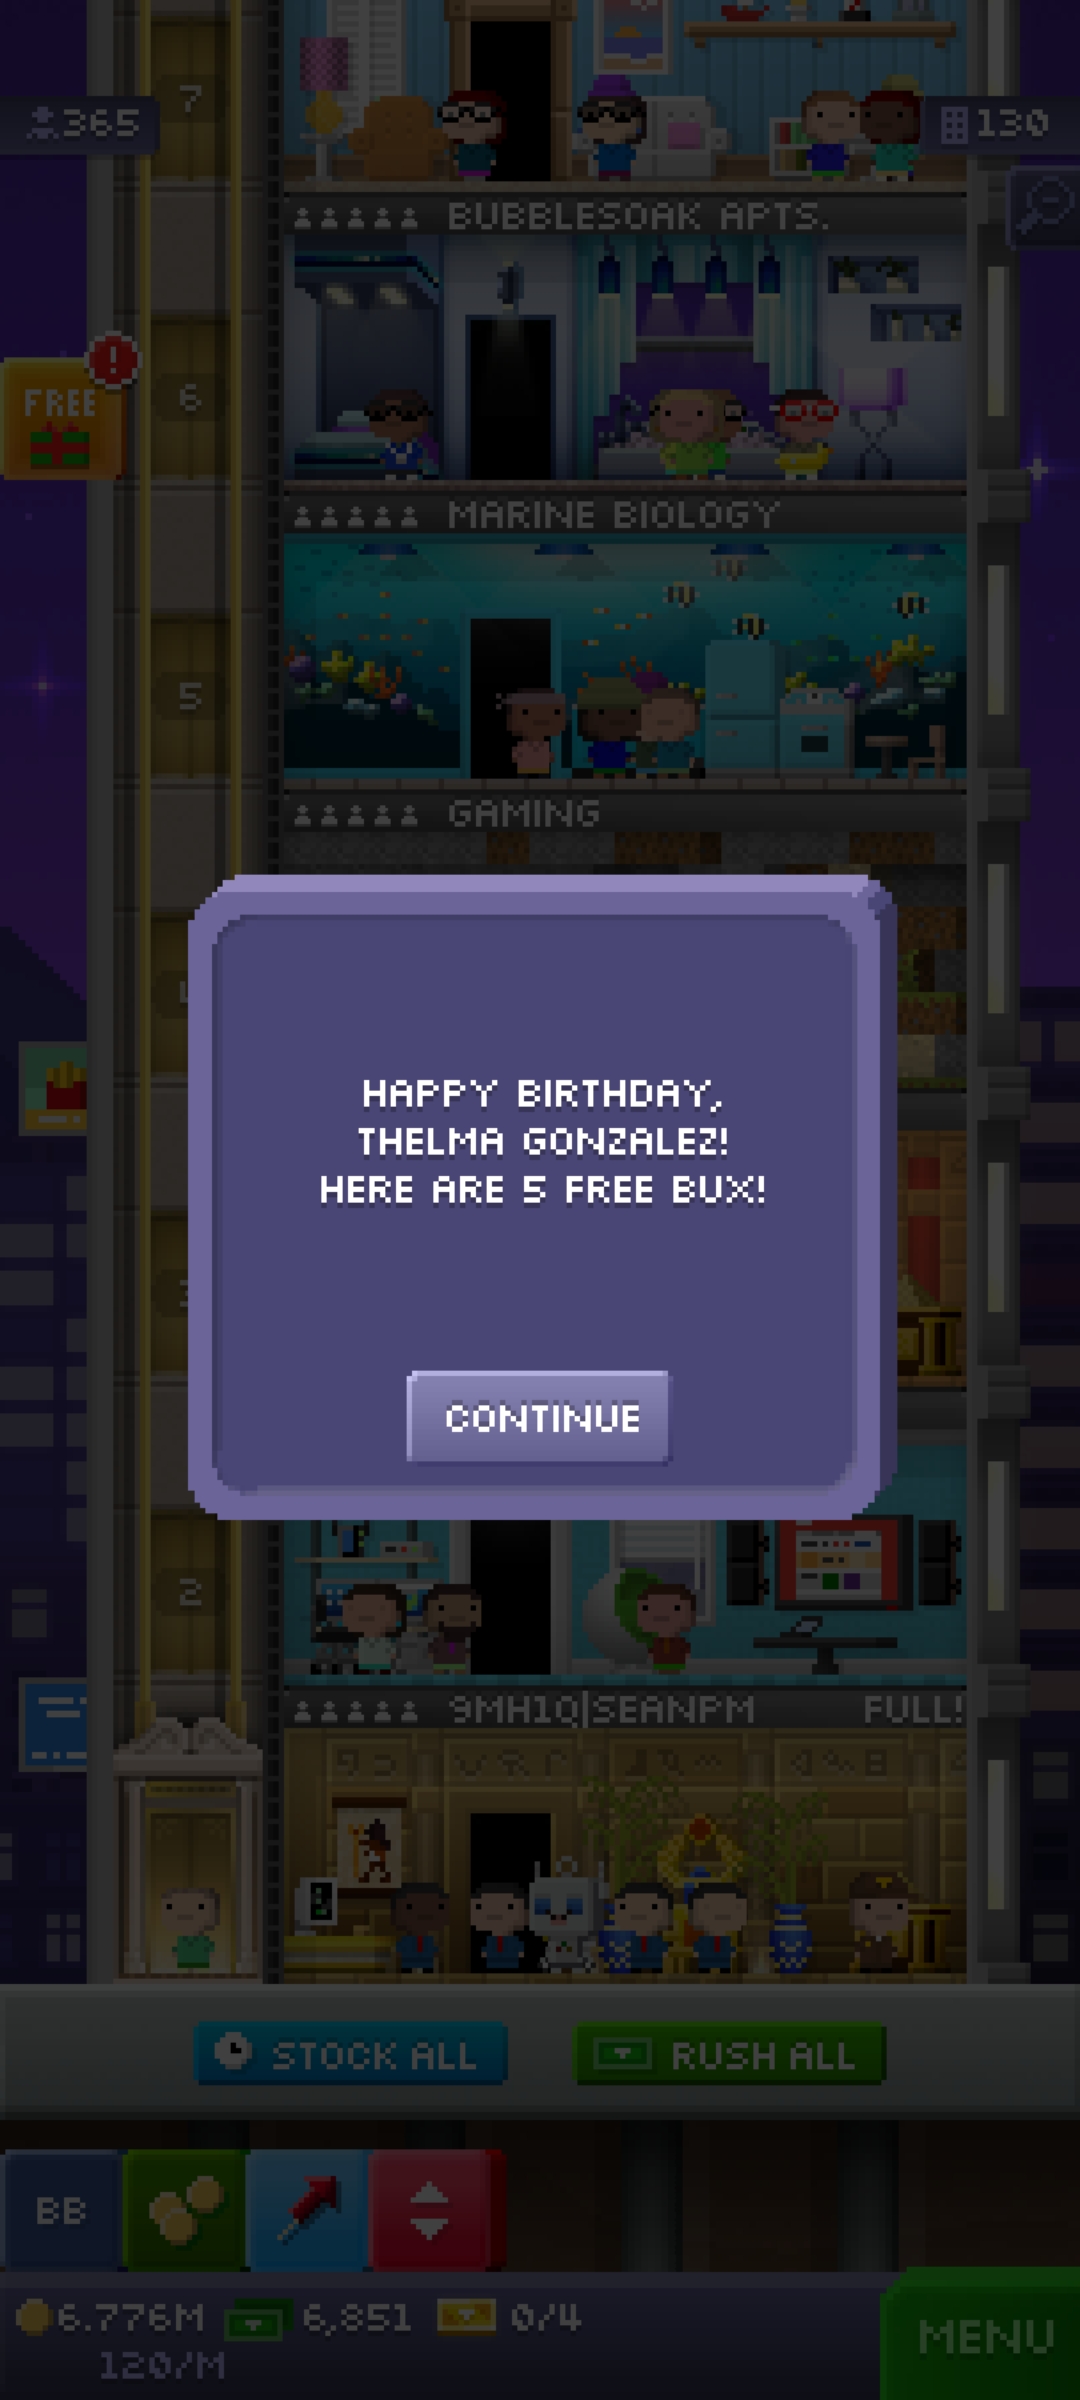 7
365
130
BUBBLESOAK APTS.
FREE
!
6
MARINE BIOLOGY
5
GAMING
HAPPY BIRTHDAY,
THELMA GONZALEZ!
HERE ARE 5 FREE BUX!
CONTINUE
2
9MH1Q|SEANPM FULL!
STOCK ALL
RUSH ALL
BB
6.776M 6,851 0/4
120/M
MENU